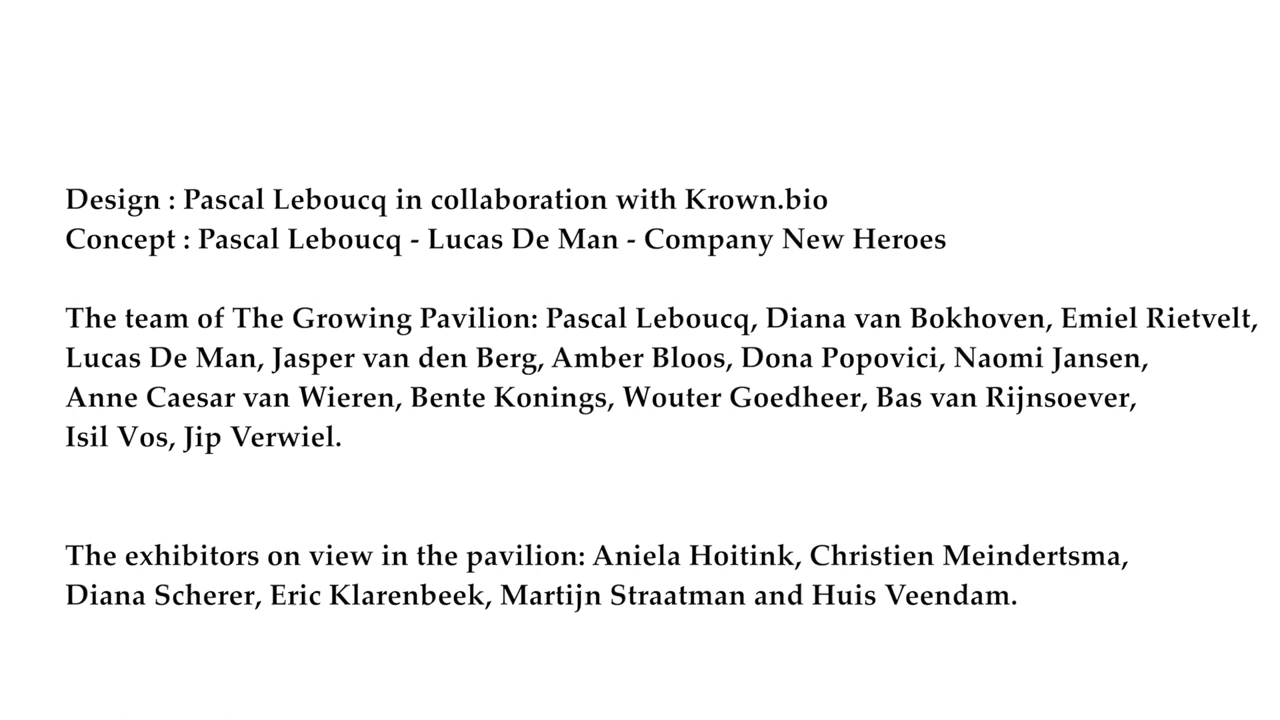 Design : Pascal Leboucq in collaboration with Krown.bio
Concept : Pascal Leboucq - Lucas De Man - Company New Heroes
The team of The Growing Pavilion: Pascal Leboucq, Diana van Bokhoven, Emiel Rietvelt,
Lucas De Man, Jasper van den Berg, Amber Bloos, Dona Popovici, Naomi Jansen,
Anne Caesar van Wieren, Bente Konings, Wouter Goedheer, Bas van Rijnsoever,
Isil Vos, Jip Verwiel.
The exhibitors on view in the pavilion: Aniela Hoitink, Christien Meindertsma,
Diana Scherer, Eric Klarenbeek, Martijn Straatman and Huis Veendam.